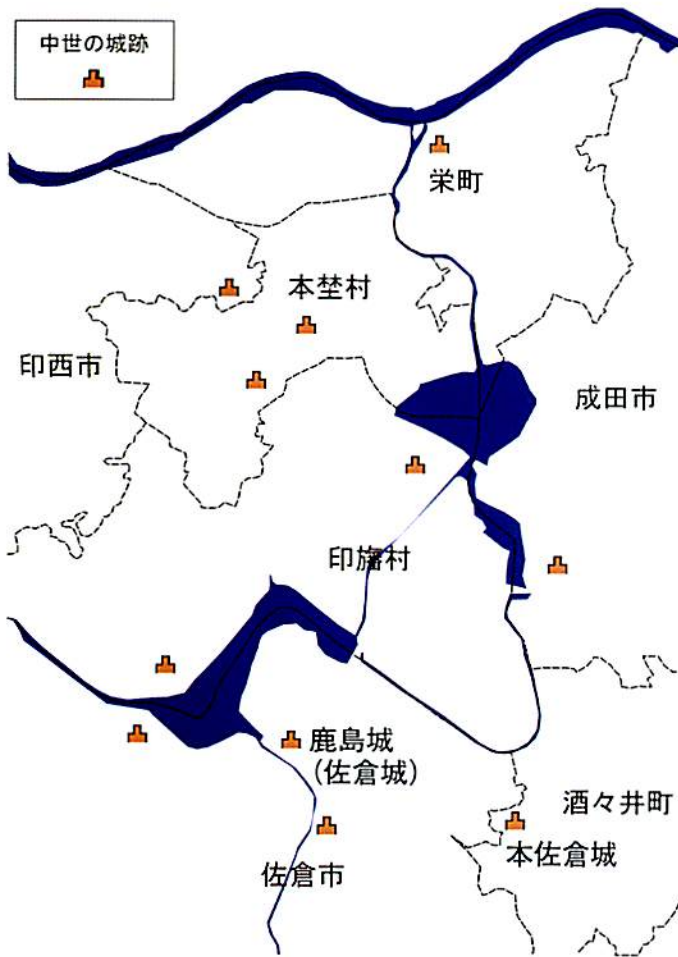 中世の城跡
栄町
本埜村
印西市
成田市
印旛村
鹿島城
(佐倉城)
酒々井町
本佐倉城
佐倉市